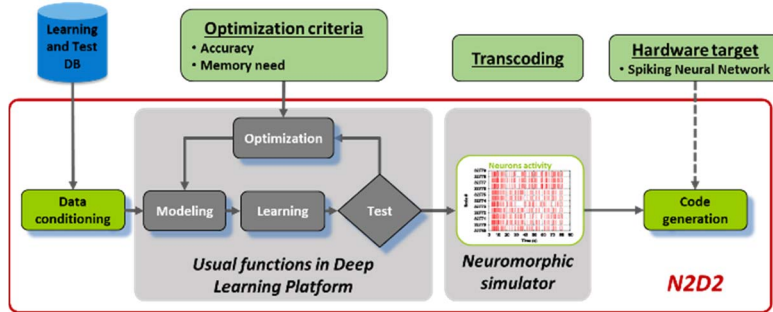 Learning
and Test
DB
Optimization criteria
• Accuracy
• Memory need
Transcoding
Hardware target
• Spiking Neural Network
Optimization
Data
conditioning
Modeling
Learning
Test
Neurons activity
Time (s)
Code
generation
Usual functions in Deep
Learning Platform
Neuromorphic
simulator
N2D2